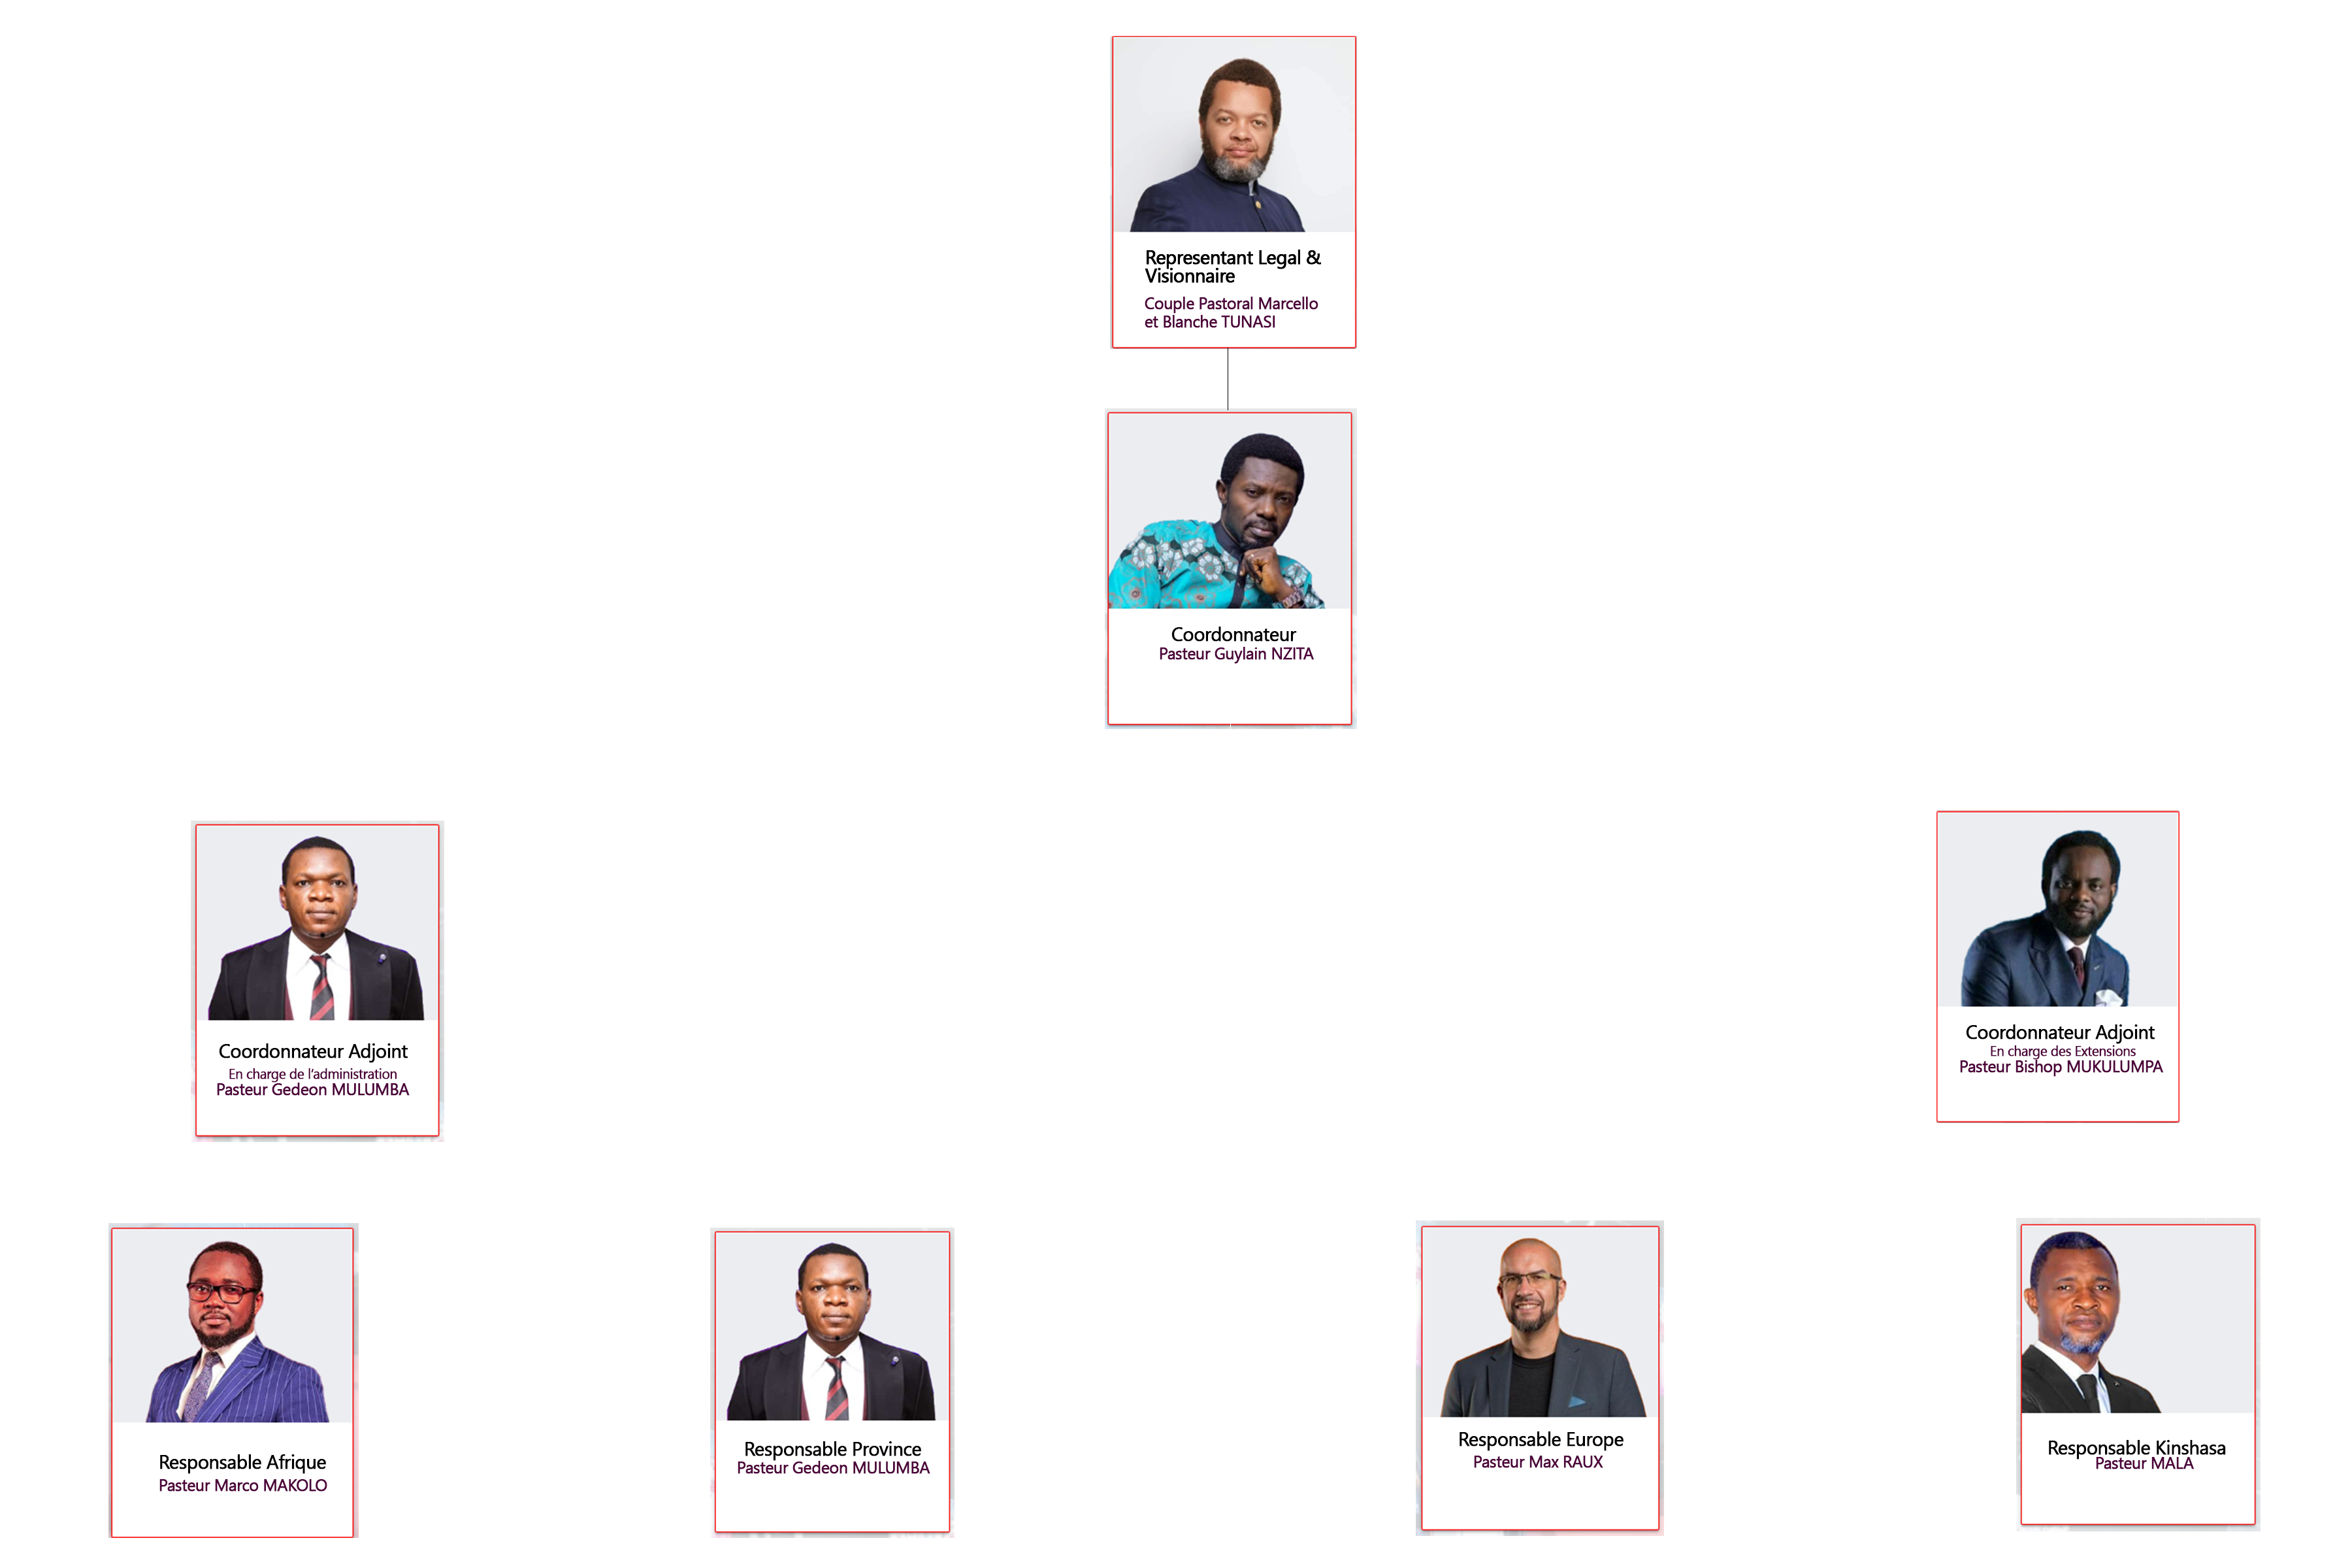 Representant Legal &
Visionnaire
Couple Pastoral Marcello
et Blanche TUNASI
Coordonnateur
Pasteur Guylain NZITA
Coordonnateur Adjoint
En charge de l'administration
Pasteur Gedeon MULUMBA
Coordonnateur Adjoint
En charge des Extensions
Pasteur Bishop MUKULUMPA
Responsable Afrique
Pasteur Marco MAKOLO
Responsable Province
Pasteur Gedeon MULUMBA
Responsable Europe
Pasteur Max RAUX
Responsable Kinshasa
Pasteur MALA